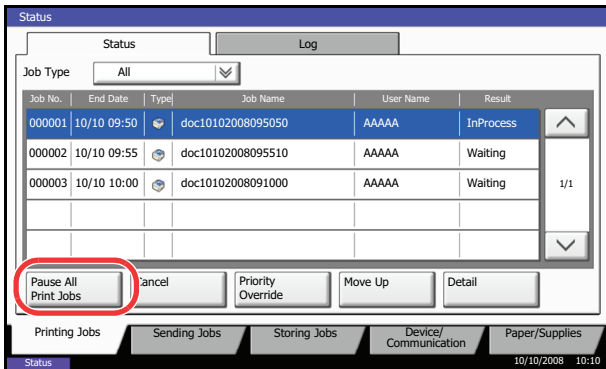 Status
Status Log
Job Type All
Job No. End Date Type Job Name User Name Result
000001 10/10 09:50 doc10102008095050 AAAAA InProcess
000002 10/10 09:55 doc10102008095510 AAAAA Waiting
000003 10/10 10:00 doc10102008091000 AAAAA Waiting 1/1
Pause All
Print Jobs
Cancel
Priority
Override
Move Up
Detail
Printing Jobs
Sending Jobs
Storing Jobs
Device/
Communication
Paper/Supplies
Status 10/10/2008 10:10